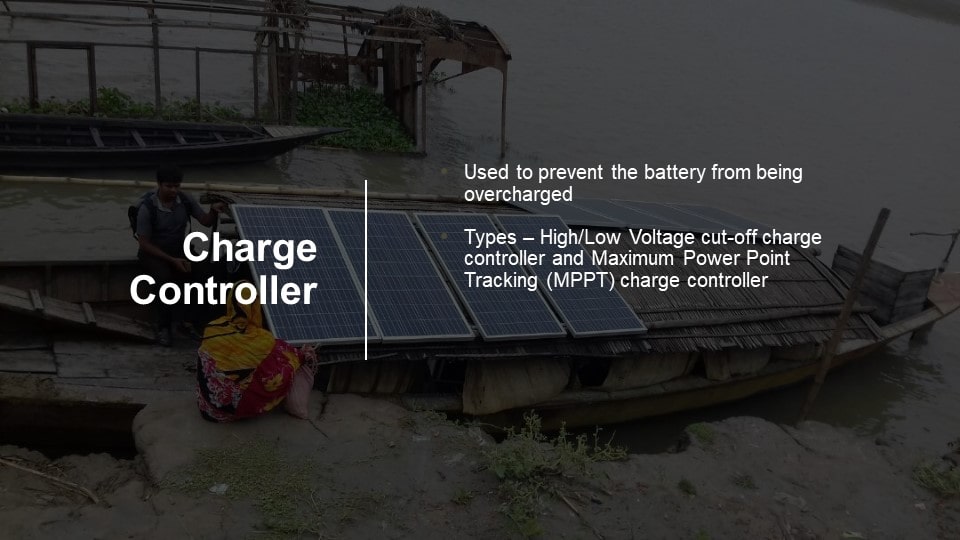 Charge
Controller
Used to prevent the battery from being
overcharged
Types – High/Low Voltage cut-off charge
controller and Maximum Power Point
Tracking (MPPT) charge controller